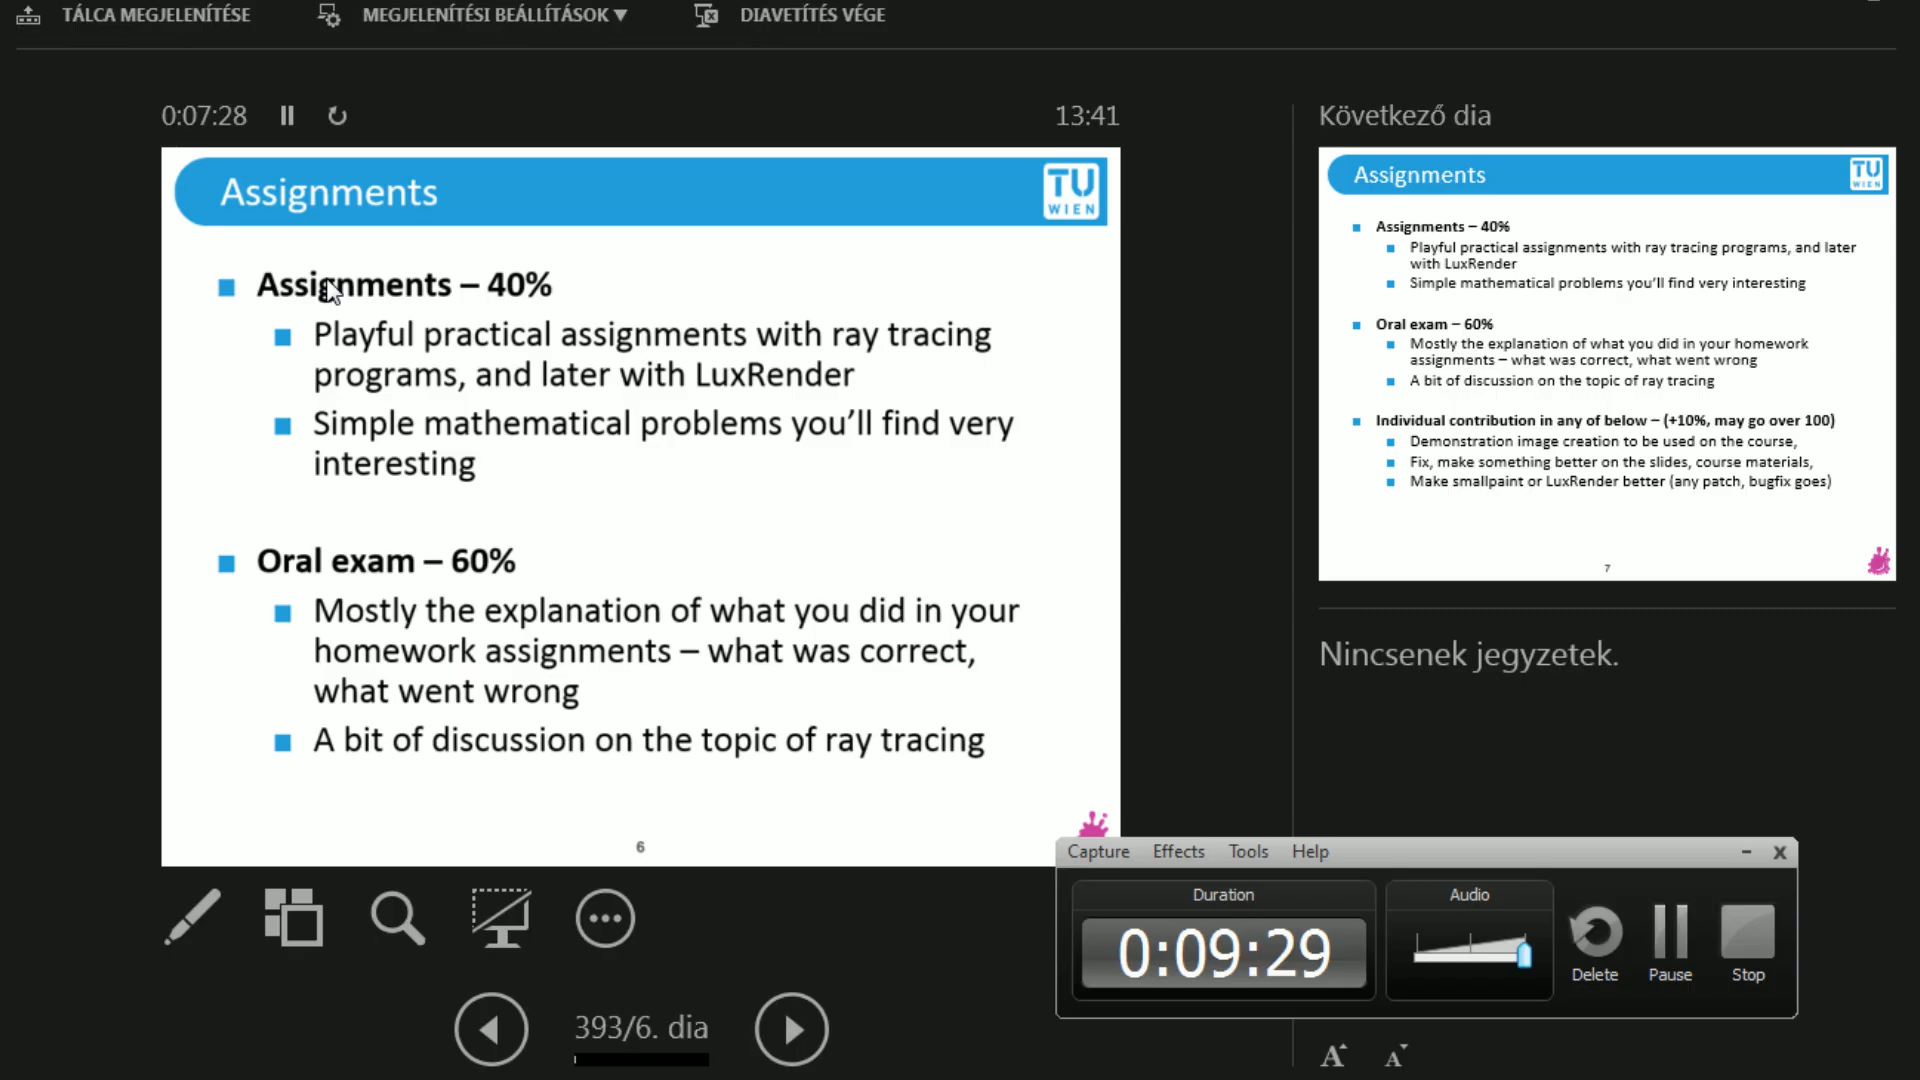 TÁLCA MEGJELENÍTÉSE
MEGJELENÍTÉSI BEÁLLÍTÁSOK ▼
DIAVETÍTÉS VÉGE
0:07:28
13:41
Assignments
TU
WIEN
Assignments – 40%
Playful practical assignments with ray tracing
programs, and later with LuxRender
Simple mathematical problems you'll find very
interesting
Oral exam – 60%
Mostly the explanation of what you did in your
homework assignments – what was correct,
what went wrong
A bit of discussion on the topic of ray tracing
6
393/6. dia
Következő dia
Assignments
TU
WIEN
Assignments – 40%
Playful practical assignments with ray tracing programs, and later
with LuxRender
Simple mathematical problems you'll find very interesting
Oral exam – 60%
Mostly the explanation of what you did in your homework
assignments – what was correct, what went wrong
A bit of discussion on the topic of ray tracing
Individual contribution in any of below – (+10%, may go over 100)
Demonstration image creation to be used on the course,
Fix, make something better on the slides, course materials,
Make smallpaint or LuxRender better (any patch, bugfix goes)
7
Nincsenek jegyzetek.
Capture Effects Tools Help
Duration
0:09:29
Audio
Delete
Pause
Stop
A A